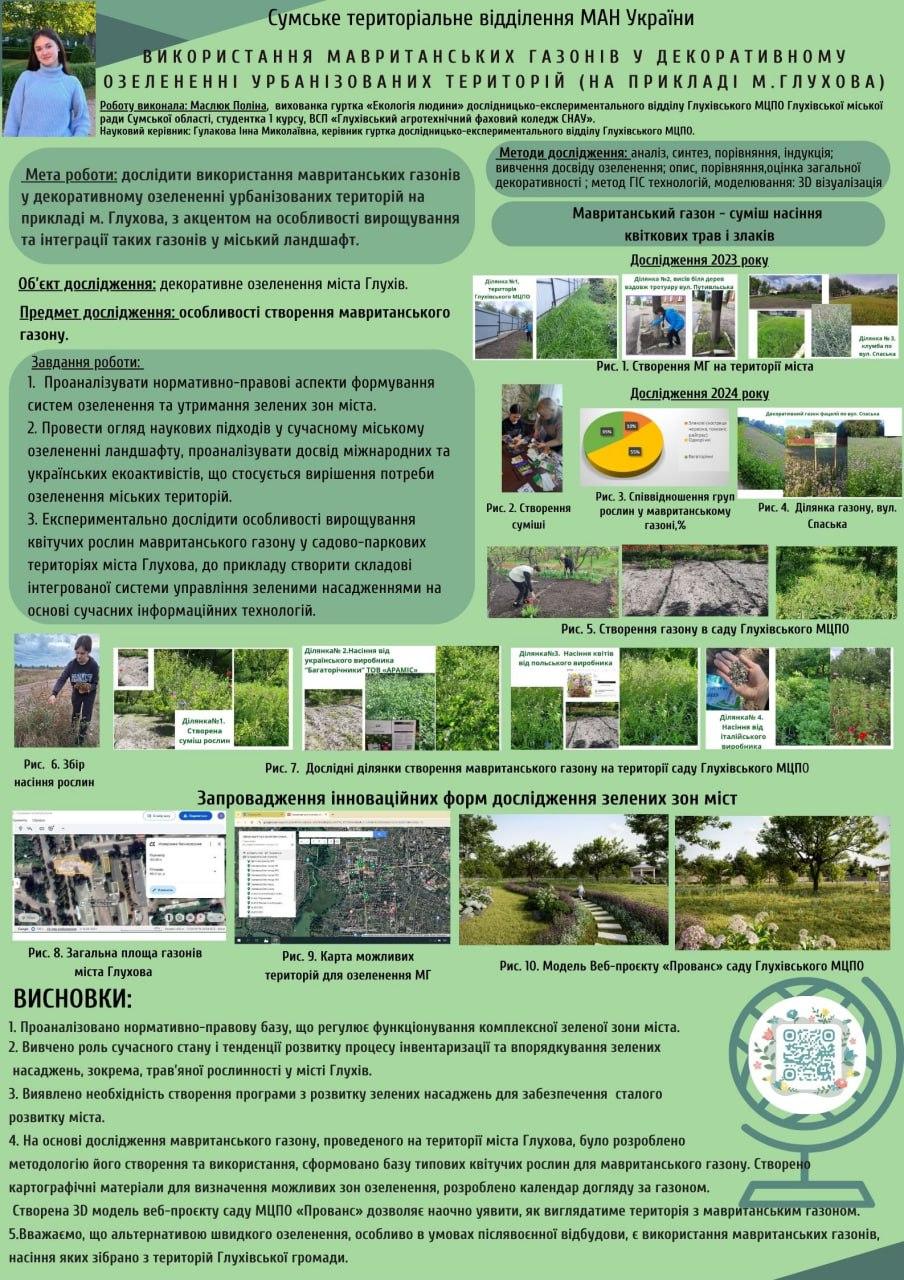 Сумське територіальне відділення МАН України
ВИКОРИСТАННЯ МАВРИТАНСЬКИХ ГАЗОНІВ У ДЕКОРАТИВНОМУ
ОЗЕЛЕНЕННІ УРБАНІЗОВАНИХ ТЕРИТОРІЙ (НА ПРИКЛАДІ М.ГЛУХОВА)
Роботу виконала: Маслюк Поліна, вихованка гуртка «Екологія людини» дослідницько-експериментального відділу Глухівського МЦПО Глухівської міської
ради Сумської області, студентка 1 курсу, ВСП «Глухівський агротехнічний фаховий коледж СНАУ».
Науковий керівник: Гулакова Інна Миколаївна, керівник гуртка дослідницько-експериментального відділу Глухівського МЦПО.
Мета роботи: дослідити використання мавританських газонів
у декоративному озелененні урбанізованих територій на
прикладі м. Глухова, з акцентом на особливості вирощування
та інтеграції таких газонів у міський ландшафт.
Об'єкт дослідження: декоративне озеленення міста Глухів.
Предмет дослідження: особливості створення мавританського
газону.
Завдання роботи:
1. Проаналізувати нормативно-правові аспекти формування
систем озеленення та утримання зелених зон міста.
2. Провести огляд наукових підходів у сучасному міському
озелененні ландшафту, проаналізувати досвід міжнародних та
українських екоактивістів, що стосується вирішення потреби
озеленення міських територій.
3. Експериментально дослідити особливості вирощування
квітучих рослин мавританського газону у садово-паркових
територіях міста Глухова, до прикладу створити складові
інтегрованої системи управління зеленими насадженнями на
основі сучасних інформаційних технологій.
Методи дослідження: аналіз, синтез, порівняння, індукція;
вивчення досвіду озеленення; опис, порівняння,оцінка загальної
декоративності ; метод ГІС технологій, моделювання: 3D візуалізація
Мавританський газон - суміш насіння
квіткових трав і злаків
Дослідження 2023 року
Ділянка №1,
територія
Глухівського МЦПО
Ділянка №2, висів біля дерев
вздовж тротуару вул. Путивльська
Ділянка № 3,
клумба по
вул. Спаська
Рис. 1. Створення МГ на території міста
Дослідження 2024 року
55%
Однорічні
Багаторічні
Декоративний газон фацелії по вул. Спаська
Рис. 2. Створення
суміші
Рис. 3. Співвідношення груп
рослин у мавританському
газоні,%
Рис. 4. Ділянка газону, вул.
Спаська
Рис. 5. Створення газону в саду Глухівського МЦПО
Ділянка№1.
Створена
суміш рослин
Ділянка№ 2.Насіння від
українського виробника
"Багаторічники" ТОВ «АРАМІС»
Ділянка№3. Насіння квітів
від польського виробника
Ділянка№ 4.
Насіння від
італійського
виробника
Рис. 6. Збір
насіння рослин
Рис. 7. Дослідні ділянки створення мавританського газону на території саду Глухівського МЦПО
Запровадження інноваційних форм дослідження зелених зон міст
Рис. 8. Загальна площа газонів
міста Глухова
Рис. 9. Карта можливих
територій для озеленення МГ
Рис. 10. Модель Веб-проєкту «Прованс» саду Глухівського МЦПО
ВИСНОВКИ:
1. Проаналізовано нормативно-правову базу, що регулює функціонування комплексної зеленої зони міста.
2. Вивчено роль сучасного стану і тенденції розвитку процесу інвентаризації та впорядкування зелених
насаджень, зокрема, трав'яної рослинності у місті Глухів.
3. Виявлено необхідність створення програми з розвитку зелених насаджень для забезпечення сталого
розвитку міста.
4. На основі дослідження мавританського газону, проведеного на території міста Глухова, було розроблено
методологію його створення та використання, сформовано базу типових квітучих рослин для мавританського газону. Створено
картографічні матеріали для визначення можливих зон озеленення, розроблено календар догляду за газоном.
Створена 3D модель веб-проєкту саду МЦПО «Прованс» дозволяє наочно уявити, як виглядатиме територія з мавританським газоном.
5.Вважаємо, що альтернативою швидкого озеленення, особливо в умовах післявоєнної відбудови, є використання мавританських газонів,
насіння яких зібрано з територій Глухівської громади.